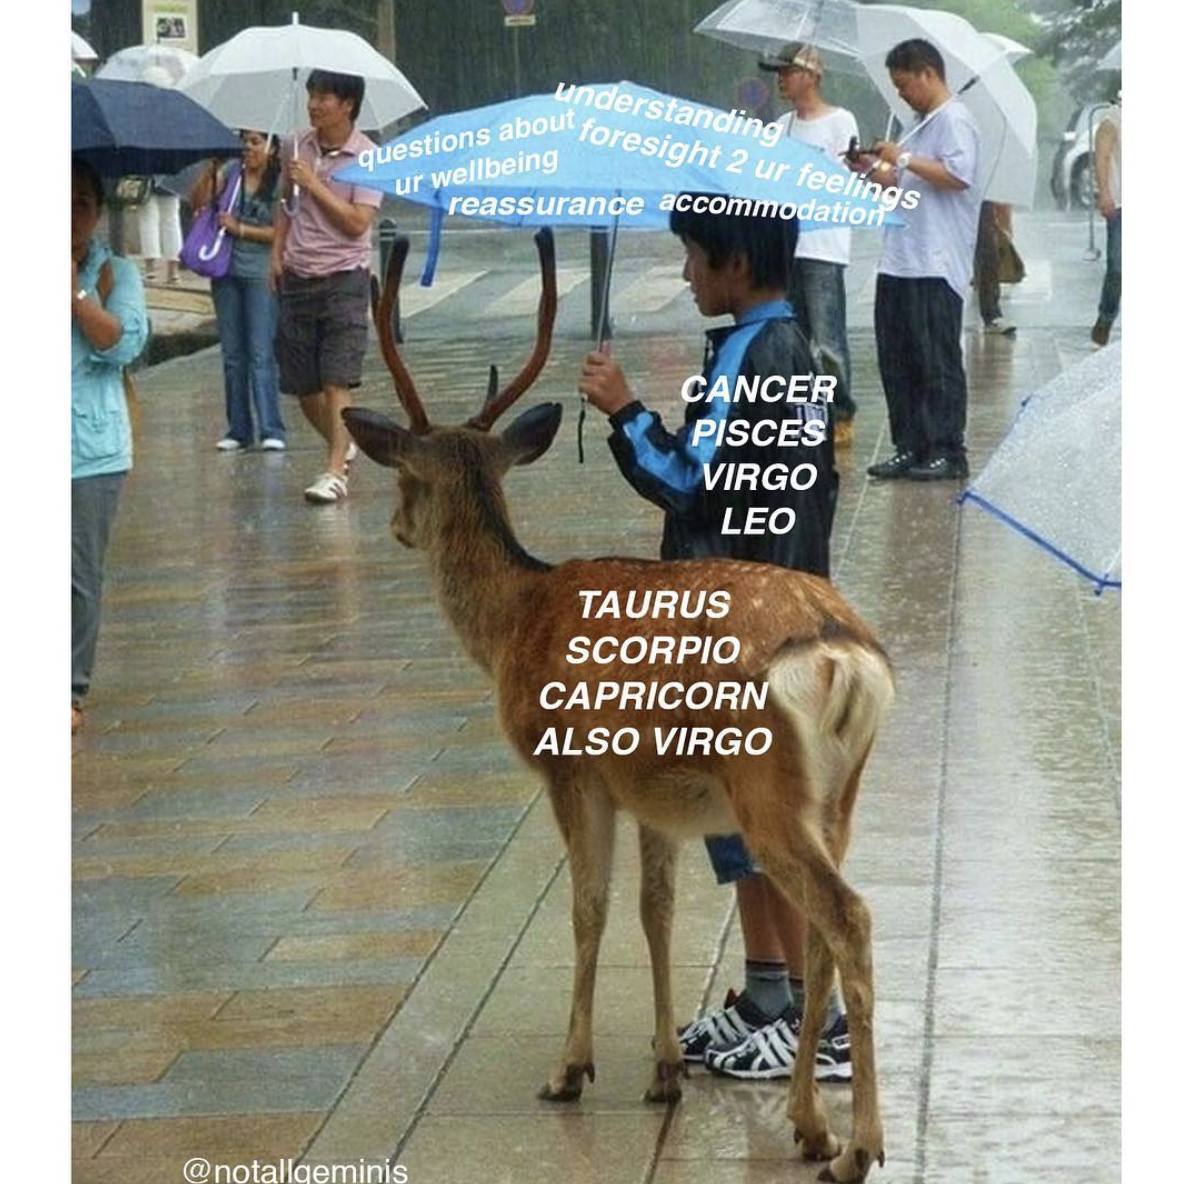 understanding
questions about
foresight 2 ur feelings
ur wellbeing
reassurance
accommodation
CANCER
PISCES
VIRGO
LEO
TAURUS
SCORPIO
CAPRICORN
ALSO VIRGO
@notallgeminis